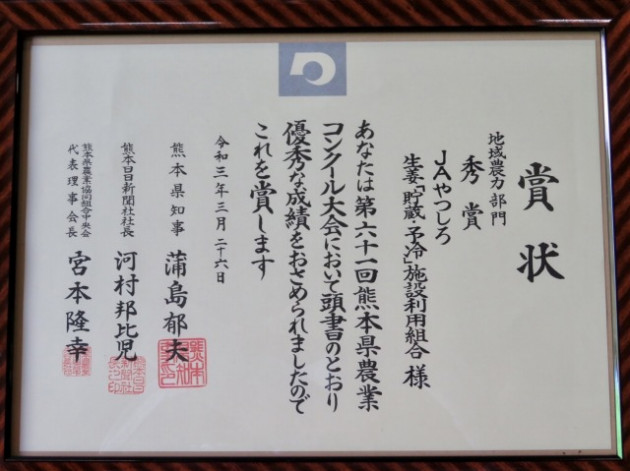 賞状
地域農力部門
秀賞
JAやつしろ
生姜「貯蔵・予冷」施設利用組合 様
あなたは第六十一回熊本県農業
コンクール大会において頭書のとおり
優秀な成績をおさめられましたので
これを賞します
令和三年三月二十六日
熊本県知事 蒲島郁夫
熊本日日新聞社社長 河村邦比児
熊本県農業協同組合中央会
代表理事会長 宮本隆幸